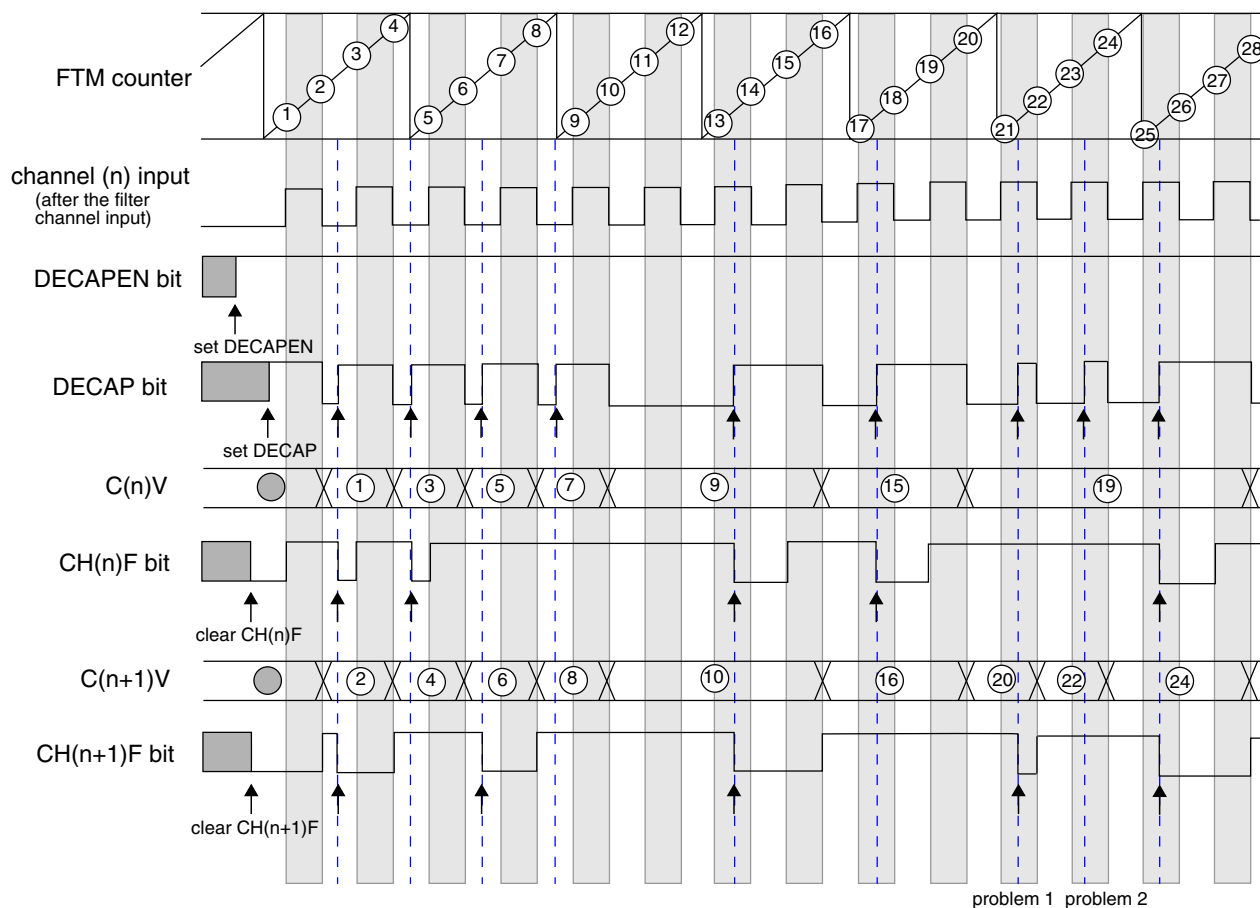 FTM counter
1 2 3 4 5 6 7 8 9 10 11 12 13 14 15 16 17 18 19 20 21 22 23 24 25 26 27 28
channel (n) input
(after the filter
channel input)
DECAPEN bit
set DECAPEN
DECAP bit
set DECAP
C(n)V
1 3 5 7 9 15 19
CH(n)F bit
clear CH(n)F
C(n+1)V
2 4 6 8 10 16 20 22 24
CH(n+1)F bit
clear CH(n+1)F
problem 1 problem 2